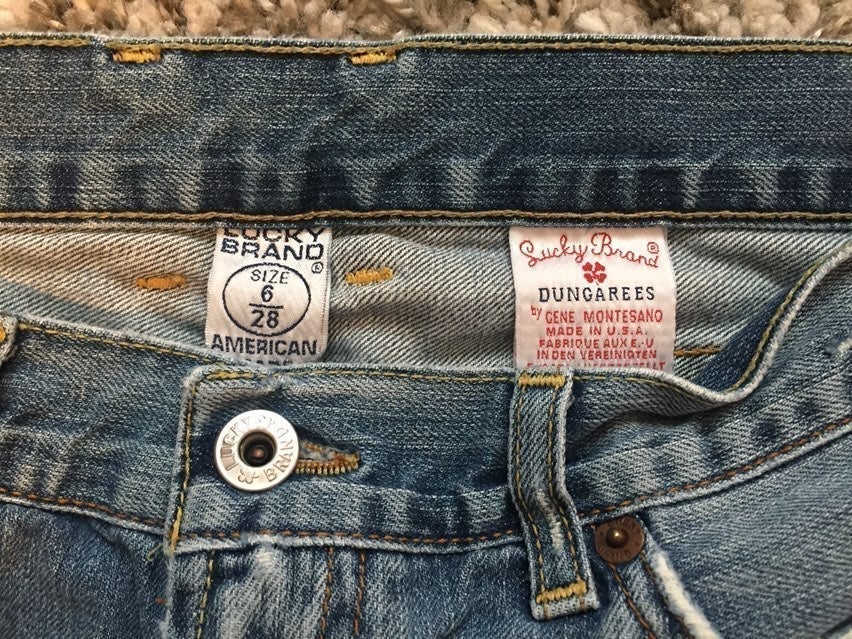 LUCKY
BRAND®
SIZE
6
28
AMERICAN
Lucky Brand®
DUNGAREES
by GENE MONTESANO
MADE IN U.S.A.
FABRIQUE AUX E.-U
IN DEN VEREINIGTEN
LUCKY BRAND